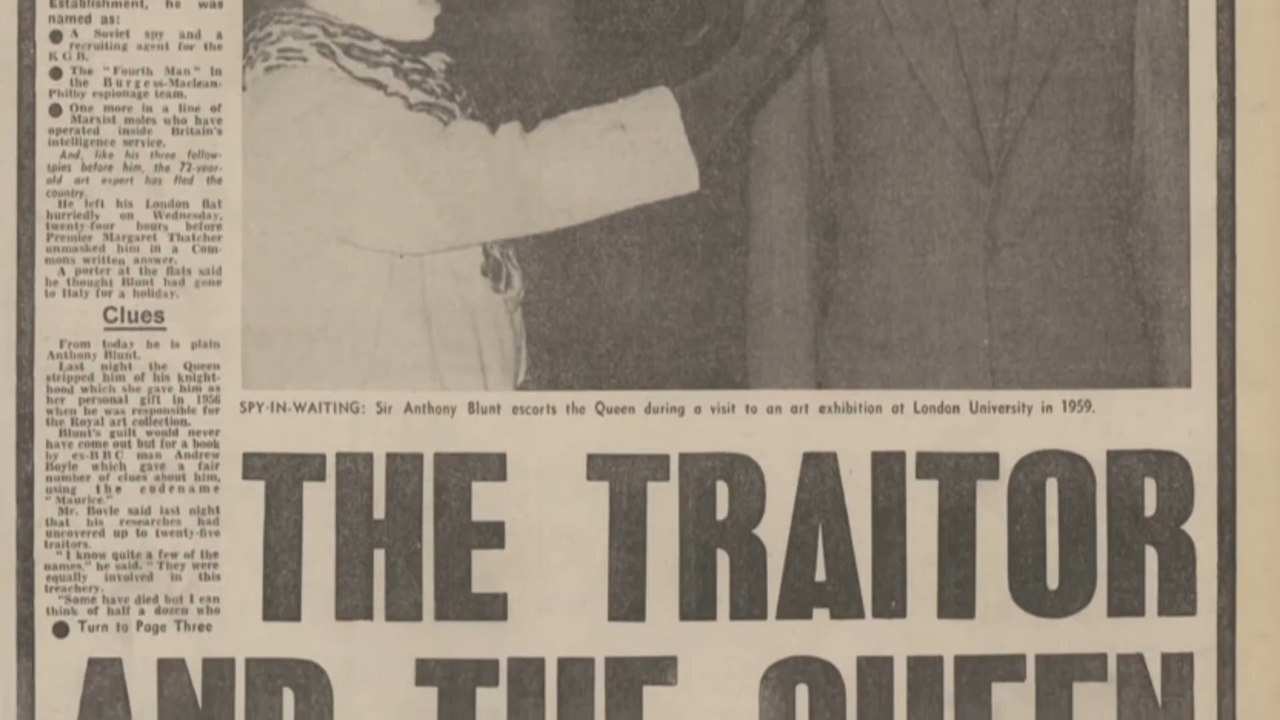 Establishment, he was
named as:
● A Soviet spy and a
recruiting agent for the
K G B.
● The "Fourth Man" in
the Burgess-Maclean-
Philby espionage team.
● One more in a line of
Marxist moles who have
operated inside Britain's
intelligence service.
And, like his three fellow-
spies before him, the 72-year-
old art expert has fled the
country.
He left his London flat
hurriedly on Wednesday,
twenty-four hours before
Premier Margaret Thatcher
unmasked him in a Com-
mons written answer.
A porter at the flats said
he thought Blunt had gone
to Italy for a holiday.
Clues
From today he is plain
Anthony Blunt.
Last night the Queen
stripped him of his knight-
hood which she gave him as
her personal gift in 1956
when he was responsible for
the Royal art collection.
Blunt's guilt would never
have come out but for a book
by ex-BBC man Andrew
Boyle which gave a fair
number of clues about him,
using the codename
"Maurice."
Mr. Boyle said last night
that his researches had
uncovered up to twenty-five
traitors.
"I know quite a few of the
names," he said. "They were
equally involved in this
treachery.
"Some have died but I can
think of half a dozen who
● Turn to Page Three
SPY-IN-WAITING: Sir Anthony Blunt escorts the Queen during a visit to an art exhibition at London University in 1959.
THE TRAITOR
AND THE QUEEN